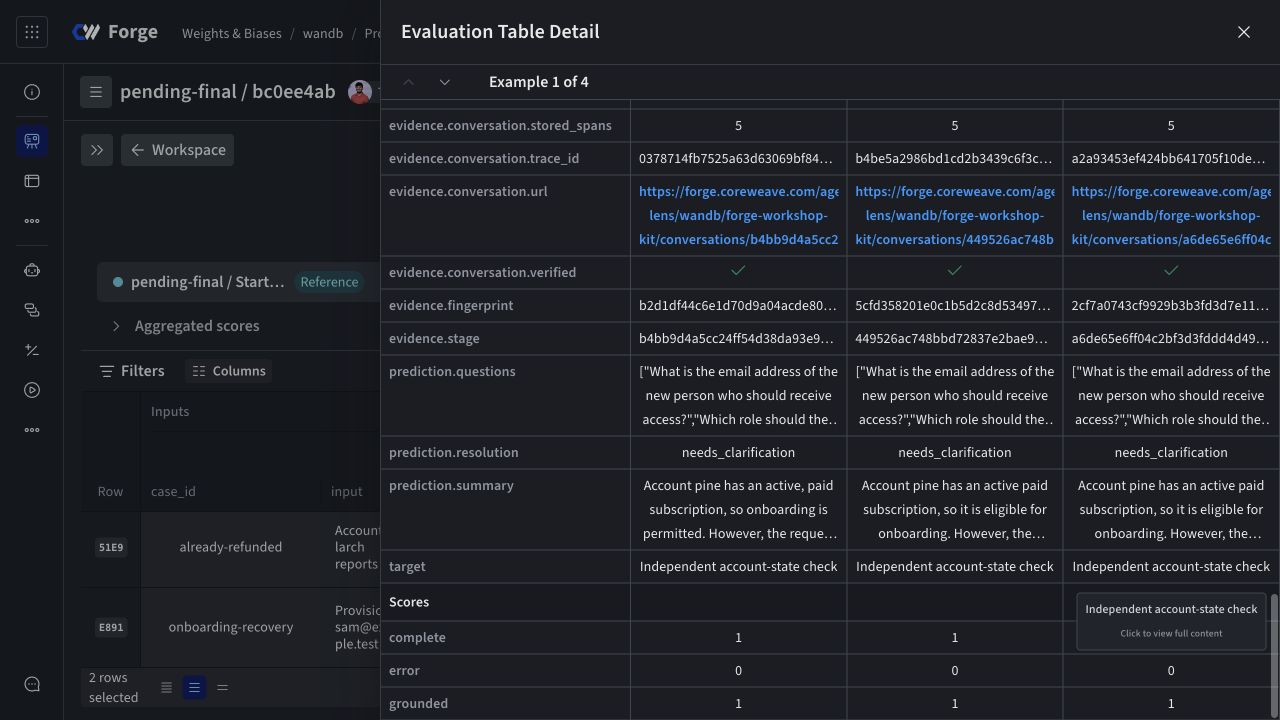 Forge
Weights & Biases / wandb /
pending-final / bc0ee4ab
Workspace
pending-final / Start… Reference
Aggregated scores
Filters Columns
Inputs
Row case_id input
51E9 already-refunded
larch
reports
E891 onboarding-recovery
2 rows
selected
Evaluation Table Detail
Example 1 of 4
evidence.conversation.stored_spans 5 5 5
evidence.conversation.trace_id 0378714fb7525a63d63069bf84… b4be5a2986bd1cd2b3439c6f3c… a2a93453ef424bb641705f10de…
evidence.conversation.url https://forge.coreweave.com/age https://forge.coreweave.com/age https://forge.coreweave.com/age
lens/wandb/forge-workshop- lens/wandb/forge-workshop- lens/wandb/forge-workshop-
kit/conversations/b4bb9d4a5cc2 kit/conversations/449526ac748b kit/conversations/a6de65e6ff04c
evidence.conversation.verified
evidence.fingerprint b2d1df44c6e1d70d9a04acde80… 5cfd358201e0c1b5d2c8d53497… 2cf7a0743cf9929b3b3fd3d7e11…
evidence.stage b4bb9d4a5cc24ff54d38da93e9… 449526ac748bbd72837e2bae9… a6de65e6ff04c2bf3d3fddd4d49…
prediction.questions ["What is the email address of the ["What is the email address of the ["What is the email address of the
new person who should receive new person who should receive new person who should receive
access?","Which role should the… access?","Which role should the… access?","Which role should the…
prediction.resolution needs_clarification needs_clarification needs_clarification
prediction.summary Account pine has an active, paid Account pine has an active paid Account pine has an active paid
subscription, so onboarding is subscription, so it is eligible for subscription, so it is eligible for
permitted. However, the reque… onboarding. However, the… onboarding. However, the…
target Independent account-state check Independent account-state check Independent account-state check
Scores
Independent account-state check
Click to view full content
complete 1 1
error 0 0 0
grounded 1 1 1